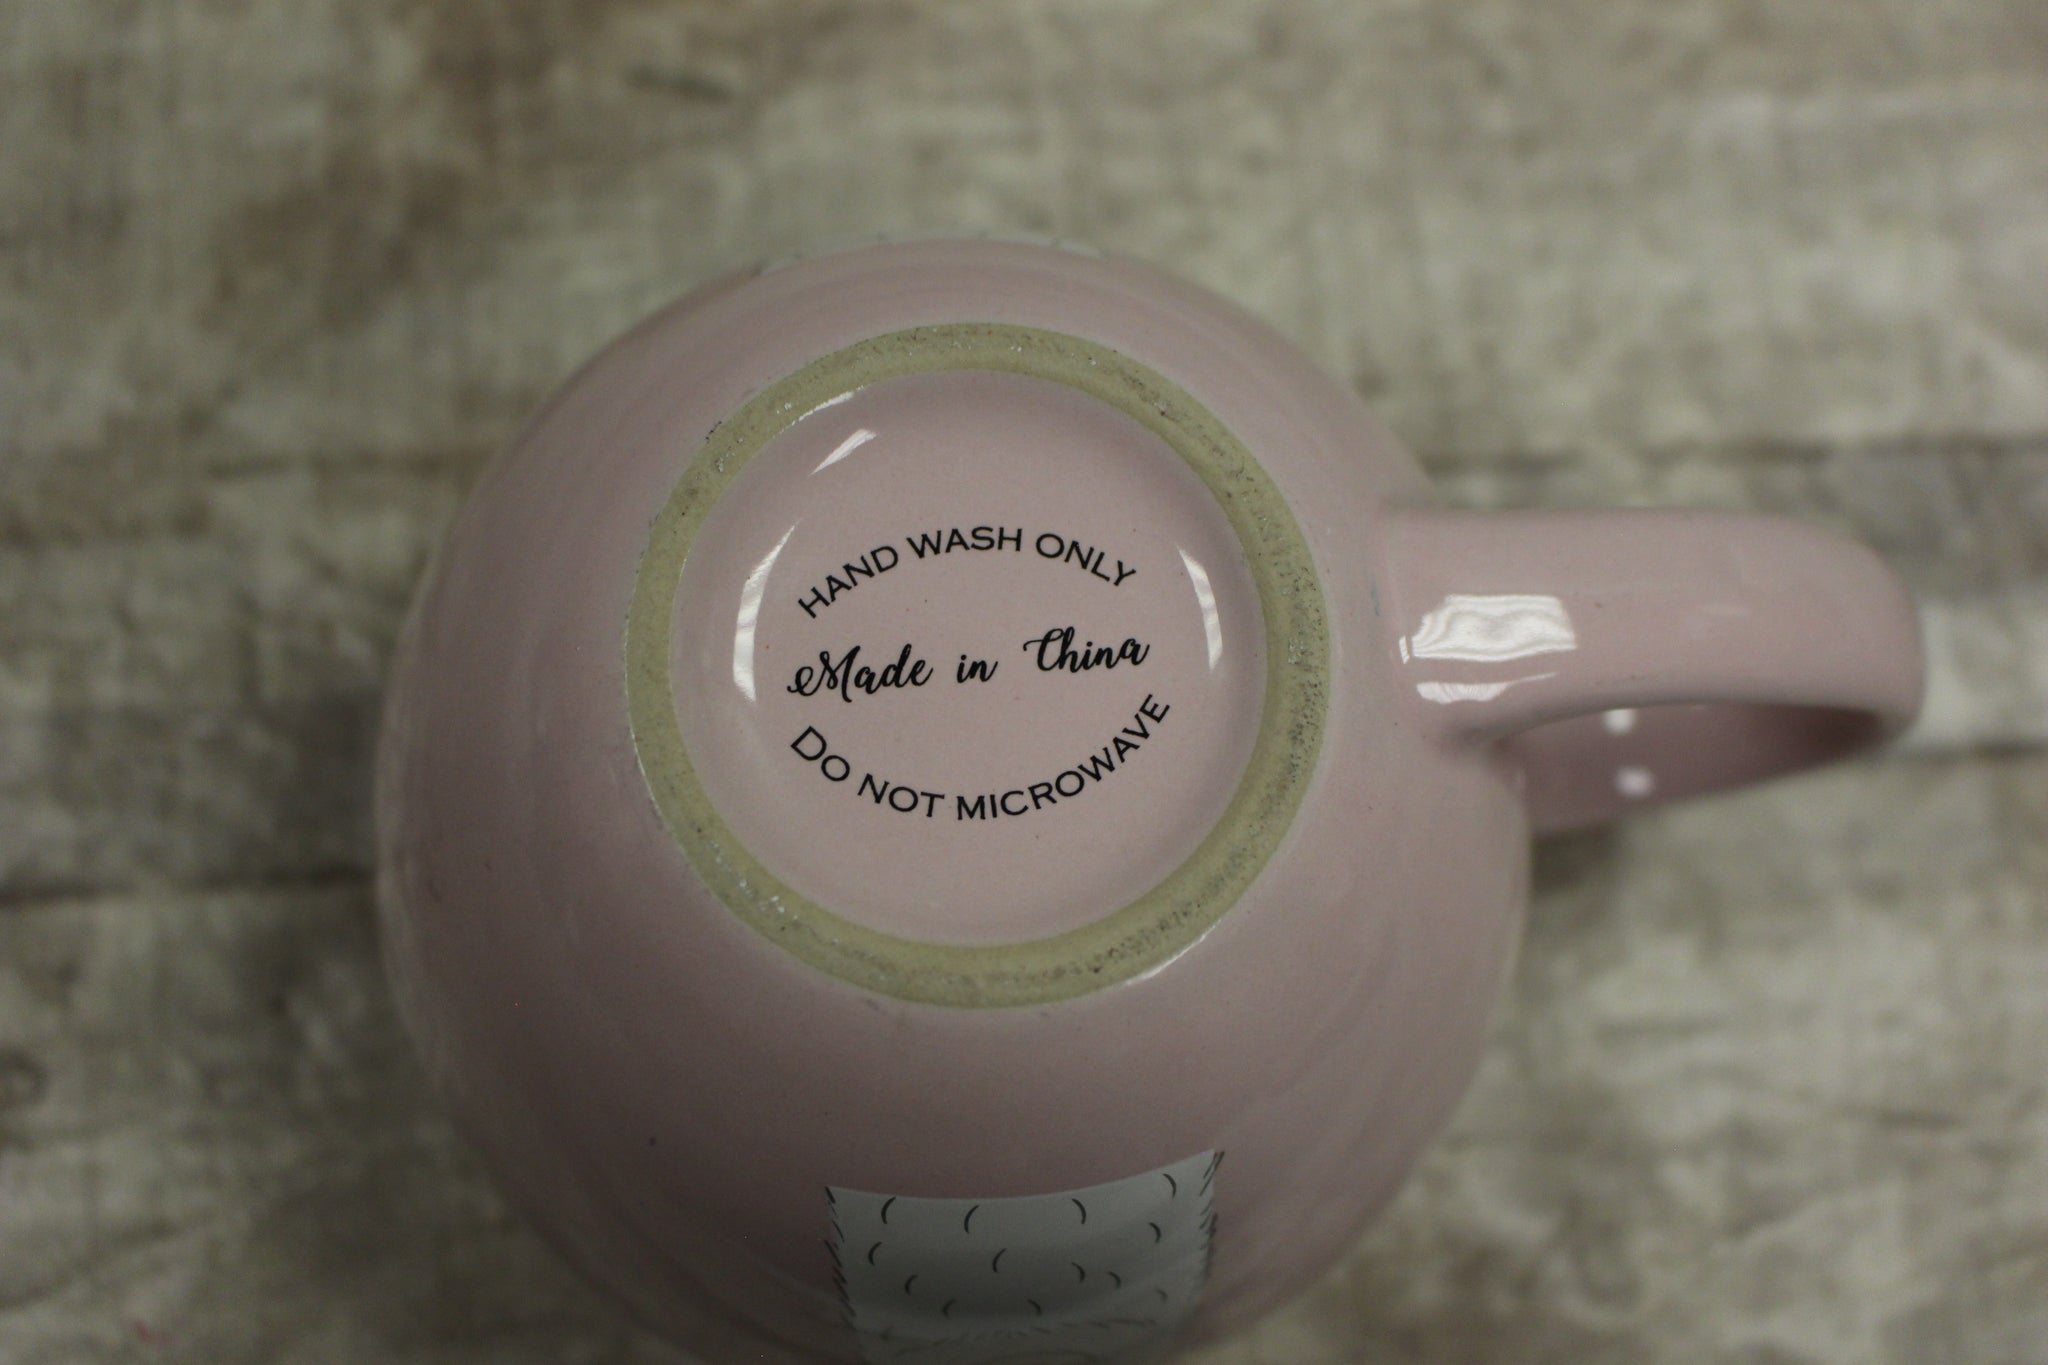 HAND WASH ONLY
Made in China
DO NOT MICROWAVE